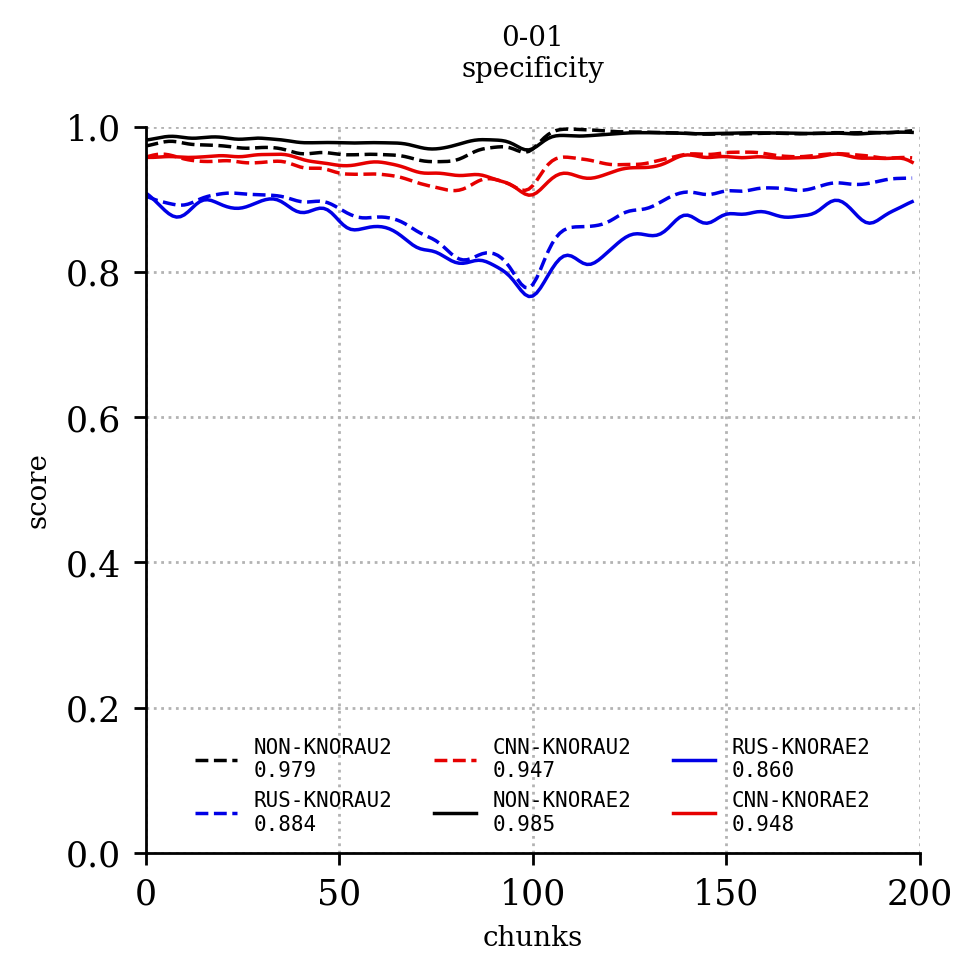 0-01
specificity
1.0
0.8
0.6
0.4
0.2
0.0
score
NON-KNORAU2
0.979
RUS-KNORAU2
0.884
CNN-KNORAU2
0.947
NON-KNORAE2
0.985
RUS-KNORAE2
0.860
CNN-KNORAE2
0.948
0
50
100
150
200
chunks